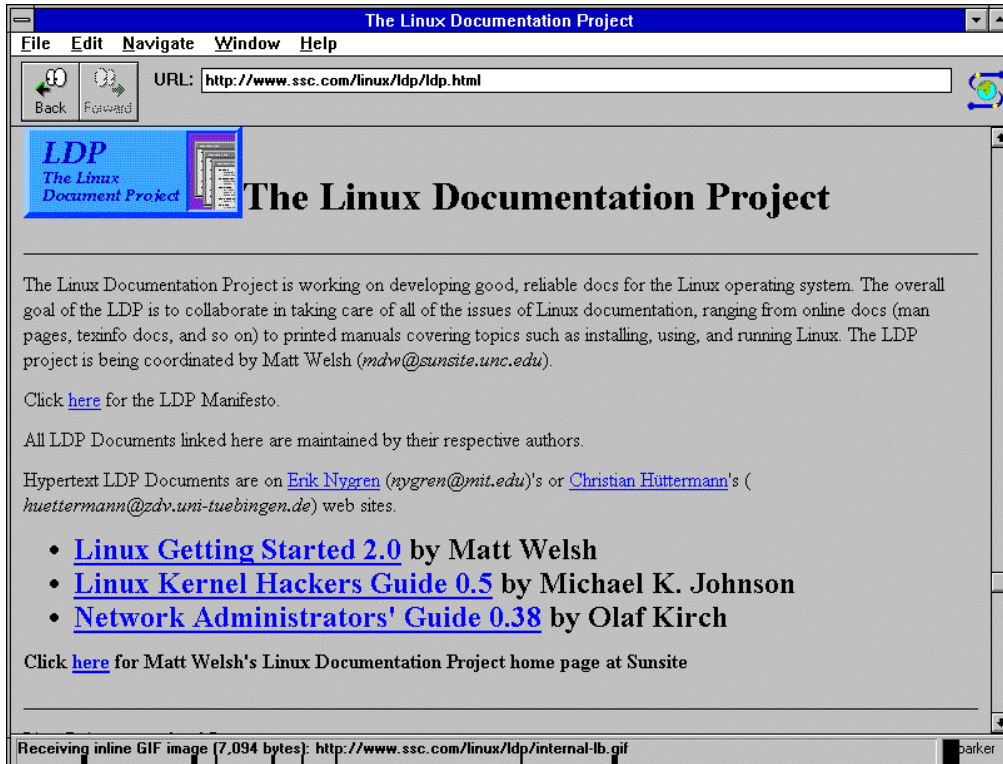 The Linux Documentation Project
File Edit Navigate Window Help
URL: http://www.ssc.com/linux/ldp/ldp.html
Back Forward
LDP
The Linux
Document Project
The Linux Documentation Project
The Linux Documentation Project is working on developing good, reliable docs for the Linux operating system. The overall
goal of the LDP is to collaborate in taking care of all of the issues of Linux documentation, ranging from online docs (man
pages, texinfo docs, and so on) to printed manuals covering topics such as installing, using, and running Linux. The LDP
project is being coordinated by Matt Welsh (mdw@sunsite.unc.edu).
Click here for the LDP Manifesto.
All LDP Documents linked here are maintained by their respective authors.
Hypertext LDP Documents are on Erik Nygren (nygren@mit.edu)'s or Christian Hüttermann's (
huettermann@zdv.uni-tuebingen.de) web sites.
• Linux Getting Started 2.0 by Matt Welsh
• Linux Kernel Hackers Guide 0.5 by Michael K. Johnson
• Network Administrators' Guide 0.38 by Olaf Kirch
Click here for Matt Welsh's Linux Documentation Project home page at Sunsite
Receiving inline GIF image (7,094 bytes): http://www.ssc.com/linux/ldp/internal-lb.gif